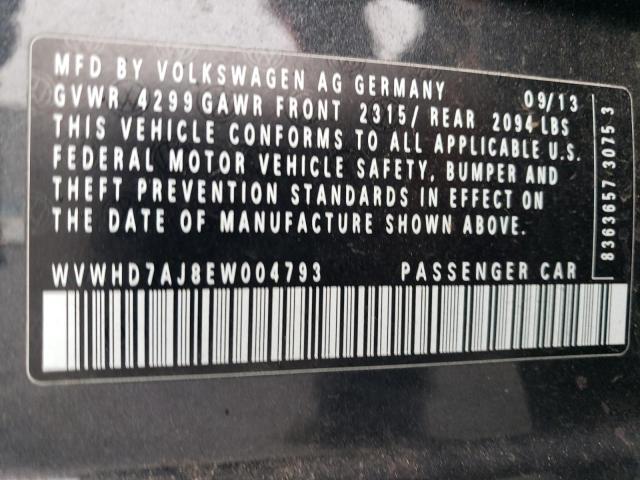 MFD BY VOLKSWAGEN AG GERMANY 09/13
GVWR 4299 GAWR FRONT 2315/ REAR 2094 LBS
THIS VEHICLE CONFORMS TO ALL APPLICABLE U.S.
FEDERAL MOTOR VEHICLE SAFETY, BUMPER AND
THEFT PREVENTION STANDARDS IN EFFECT ON
THE DATE OF MANUFACTURE SHOWN ABOVE.
WVWHD7AJ8EW004793 PASSENGER CAR
8363657 3075 3